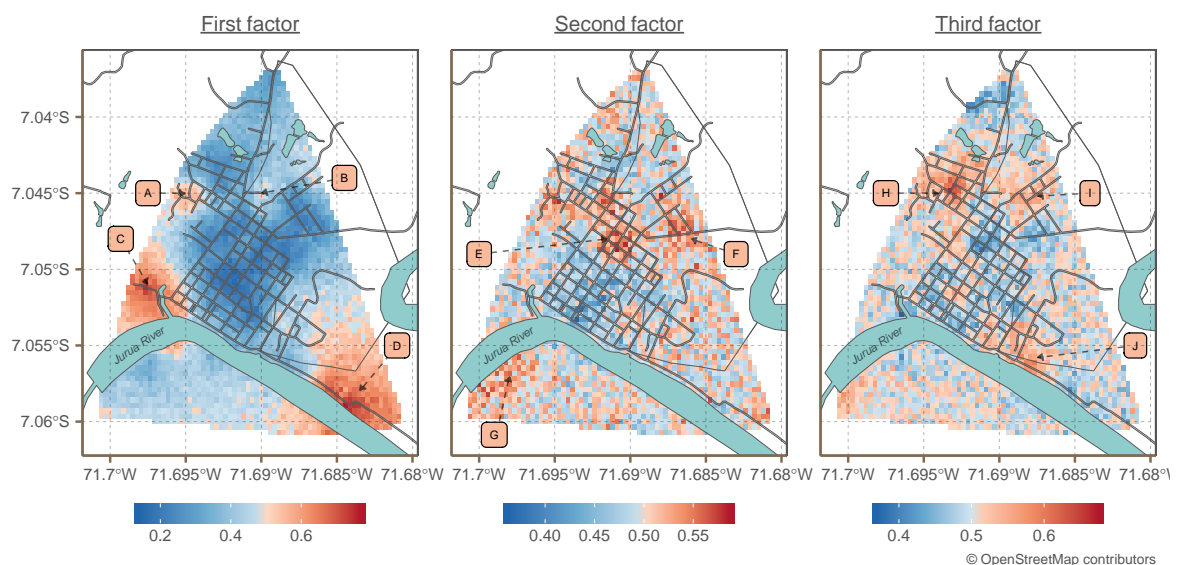 First factor
Second factor
Third factor
7.04°S
7.045°S
7.05°S
7.055°S
7.06°S
A
B
C
D
Jurua River
E
F
G
Jurua River
H
I
J
71.7°W 71.695°W 71.69°W 71.685°W 71.68°W
71.7°W 71.695°W 71.69°W 71.685°W 71.68°W
71.7°W 71.695°W 71.69°W 71.685°W 71.68°
0.2 0.4 0.6
0.40 0.45 0.50 0.55
0.4 0.5 0.6
© OpenStreetMap contributors